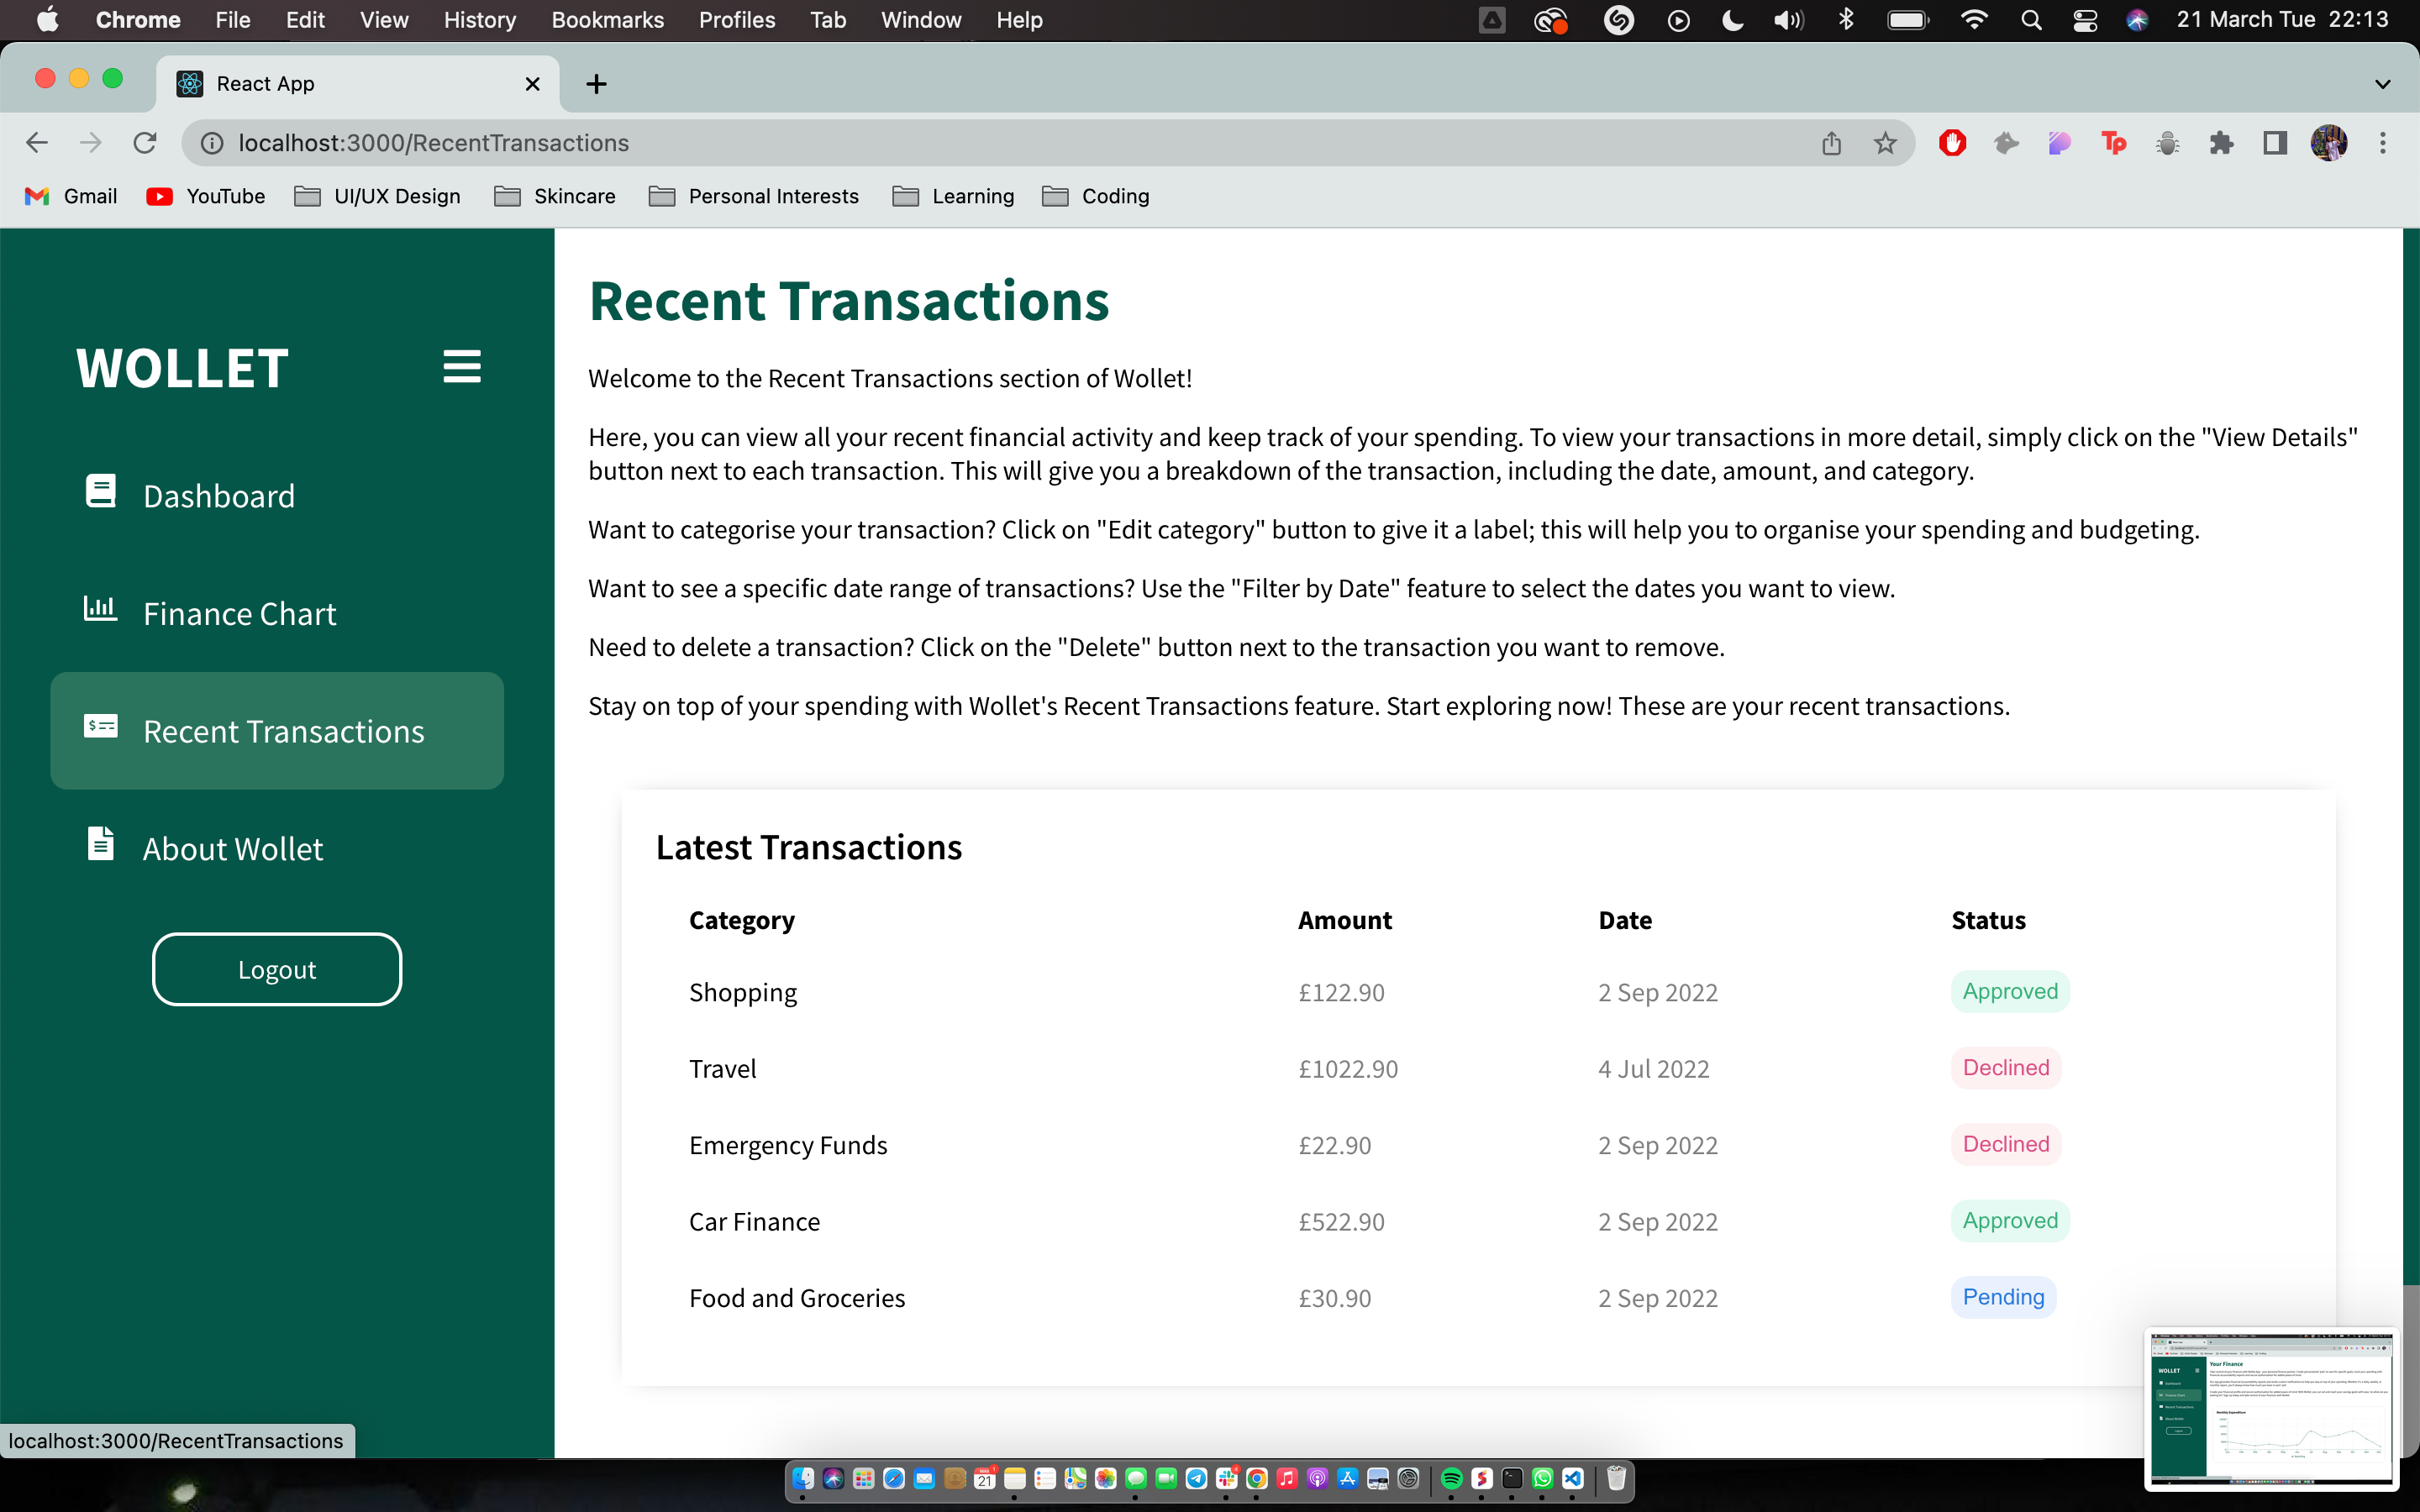 Chrome File Edit View History Bookmarks Profiles Tab Window Help 21 March Tue 22:13
React App
localhost:3000/RecentTransactions
Gmail YouTube UI/UX Design Skincare Personal Interests Learning Coding
Recent Transactions
WOLLET
Welcome to the Recent Transactions section of Wollet!
Here, you can view all your recent financial activity and keep track of your spending. To view your transactions in more detail, simply click on the "View Details"
button next to each transaction. This will give you a breakdown of the transaction, including the date, amount, and category.
Dashboard
Want to categorise your transaction? Click on "Edit category" button to give it a label; this will help you to organise your spending and budgeting.
Want to see a specific date range of transactions? Use the "Filter by Date" feature to select the dates you want to view.
Finance Chart
Need to delete a transaction? Click on the "Delete" button next to the transaction you want to remove.
Stay on top of your spending with Wollet's Recent Transactions feature. Start exploring now! These are your recent transactions.
Recent Transactions
About Wollet
Logout
Latest Transactions
Category Amount Date Status
Shopping £122.90 2 Sep 2022 Approved
Travel £1022.90 4 Jul 2022 Declined
Emergency Funds £22.90 2 Sep 2022 Declined
Car Finance £522.90 2 Sep 2022 Approved
Food and Groceries £30.90 2 Sep 2022 Pending
localhost:3000/RecentTransactions
WOLLET
Your Finance